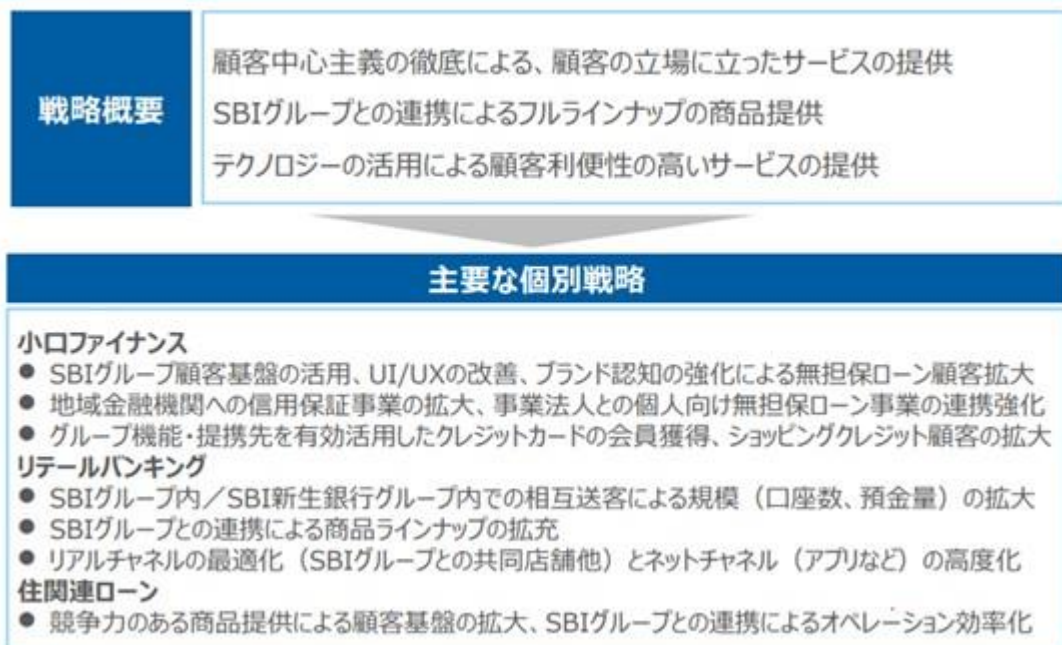 戦略概要
顧客中心主義の徹底による、顧客の立場に立ったサービスの提供
SBIグループとの連携によるフルラインナップの商品提供
テクノロジーの活用による顧客利便性の高いサービスの提供
主要な個別戦略
小口ファイナンス
● SBIグループ顧客基盤の活用、UI/UXの改善、ブランド認知の強化による無担保ローン顧客拡大
● 地域金融機関への信用保証事業の拡大、事業法人との個人向け無担保ローン事業の連携強化
● グループ機能・提携先を有効活用したクレジットカードの会員獲得、ショッピングクレジット顧客の拡大
リテールバンキング
● SBIグループ内／SBI新生銀行グループ内での相互送客による規模（口座数、預金量）の拡大
● SBIグループとの連携による商品ラインナップの拡充
● リアルチャネルの最適化（SBIグループとの共同店舗他）とネットチャネル（アプリなど）の高度化
住関連ローン
● 競争力のある商品提供による顧客基盤の拡大、SBIグループとの連携によるオペレーション効率化